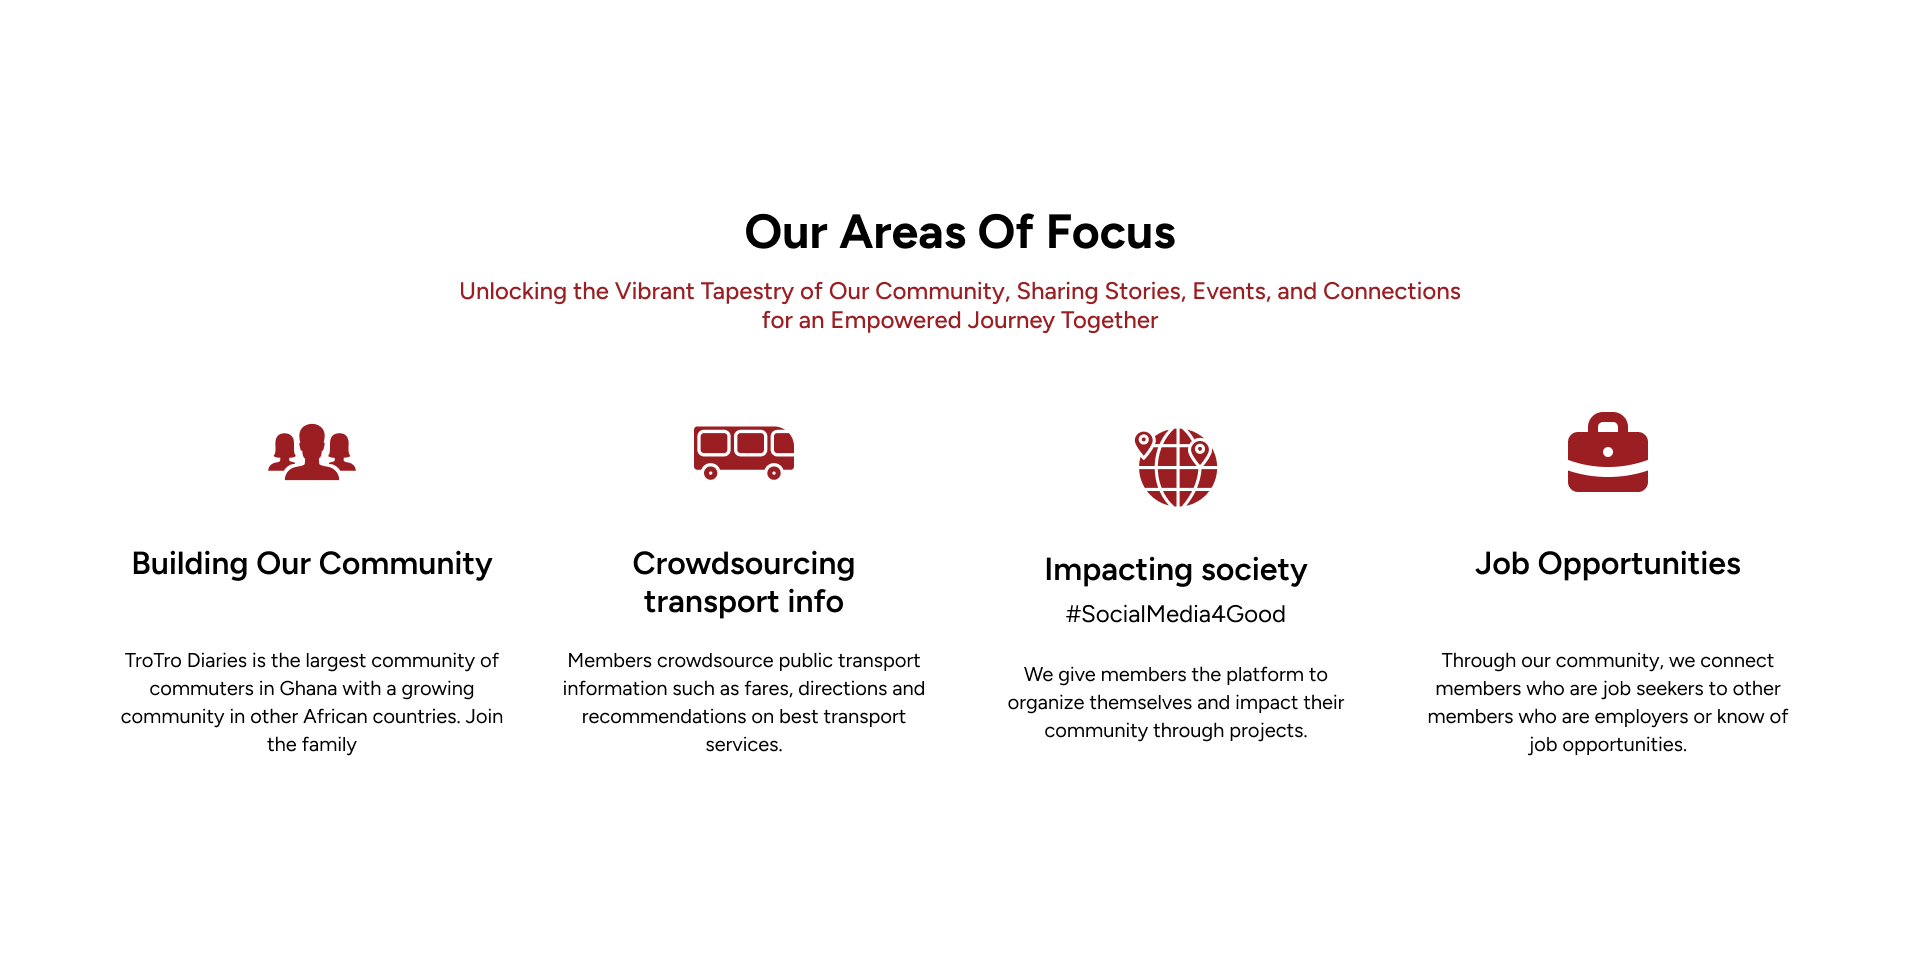 Our Areas Of Focus
Unlocking the Vibrant Tapestry of Our Community, Sharing Stories, Events, and Connections
for an Empowered Journey Together
Building Our Community
TroTro Diaries is the largest community of
commuters in Ghana with a growing
community in other African countries. Join
the family
Crowdsourcing
transport info
Members crowdsource public transport
information such as fares, directions and
recommendations on best transport
services.
Impacting society
#SocialMedia4Good
We give members the platform to
organize themselves and impact their
community through projects.
Job Opportunities
Through our community, we connect
members who are job seekers to other
members who are employers or know of
job opportunities.